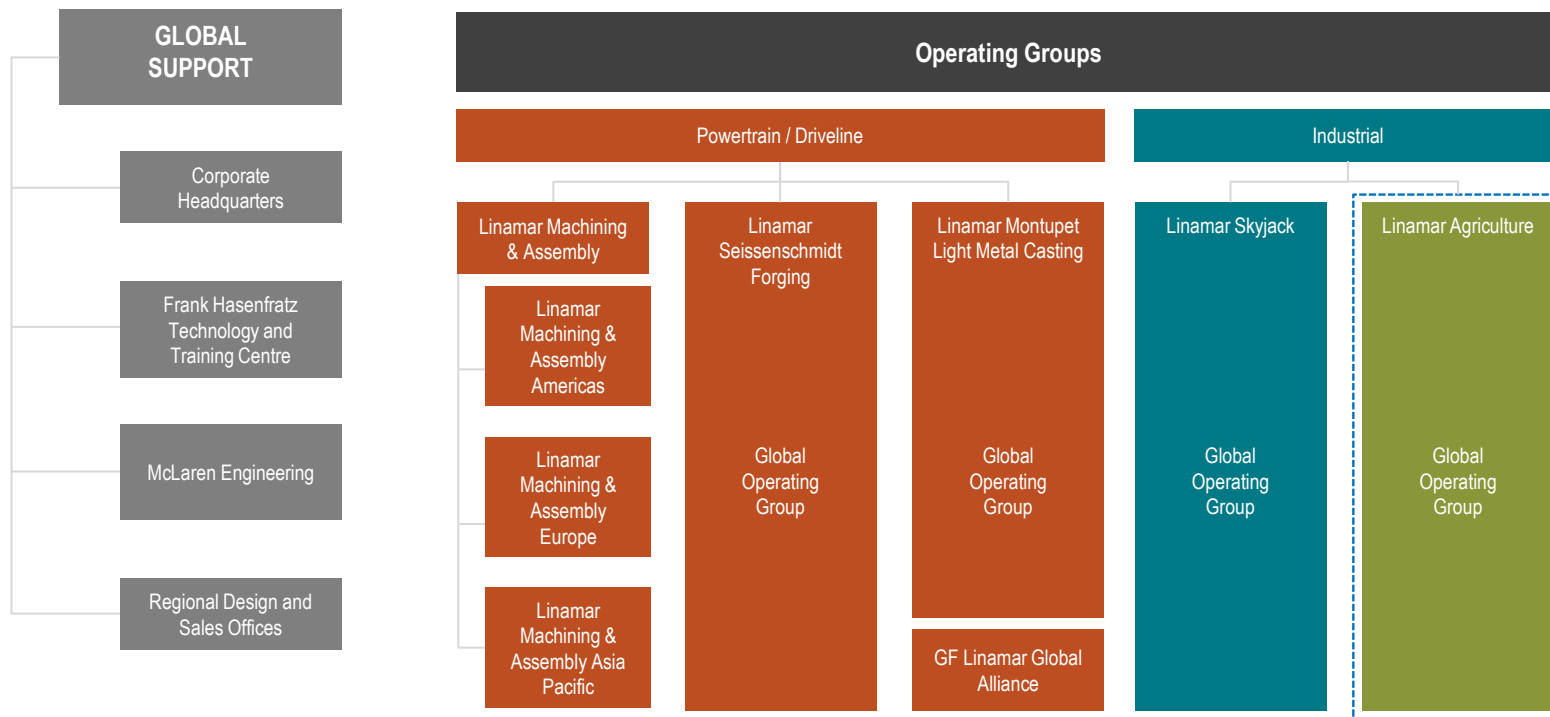 GLOBAL
SUPPORT
Corporate
Headquarters
Frank Hasenfratz
Technology and
Training Centre
McLaren Engineering
Regional Design and
Sales Offices
Operating Groups
Powertrain / Driveline
Linamar Machining
& Assembly
Linamar
Machining &
Assembly
Americas
Linamar
Machining &
Assembly
Europe
Linamar
Machining &
Assembly Asia
Pacific
Linamar
Seissenschmidt
Forging
Global
Operating
Group
Linamar Montupet
Light Metal Casting
Global
Operating
Group
GF Linamar Global
Alliance
Industrial
Linamar Skyjack
Global
Operating
Group
Linamar Agriculture
Global
Operating
Group